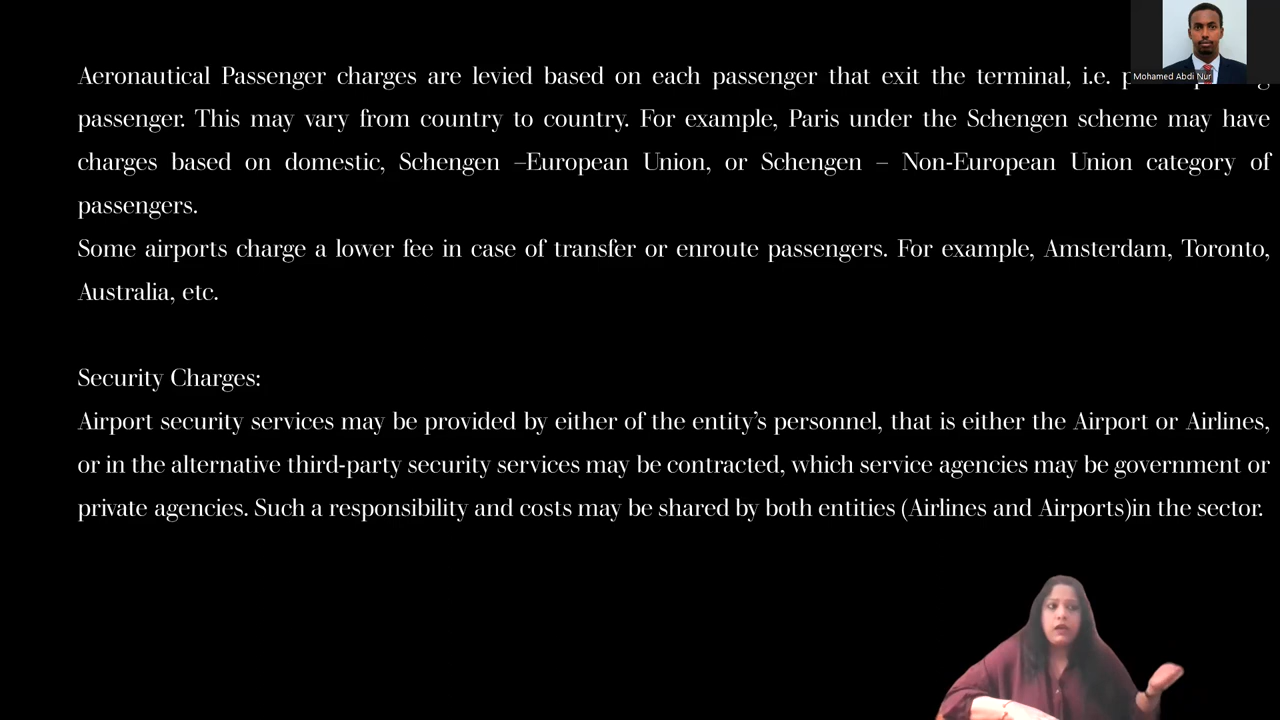 Aeronautical Passenger charges are levied based on each passenger that exit the terminal, i.e.
Mohamed Abdi Nur
passenger. This may vary from country to country. For example, Paris under the Schengen scheme may have
charges based on domestic, Schengen –European Union, or Schengen – Non-European Union category of
passengers.
Some airports charge a lower fee in case of transfer or enroute passengers. For example, Amsterdam, Toronto,
Australia, etc.
Security Charges:
Airport security services may be provided by either of the entity’s personnel, that is either the Airport or Airlines,
or in the alternative third-party security services may be contracted, which service agencies may be government or
private agencies. Such a responsibility and costs may be shared by both entities (Airlines and Airports)in the sector.